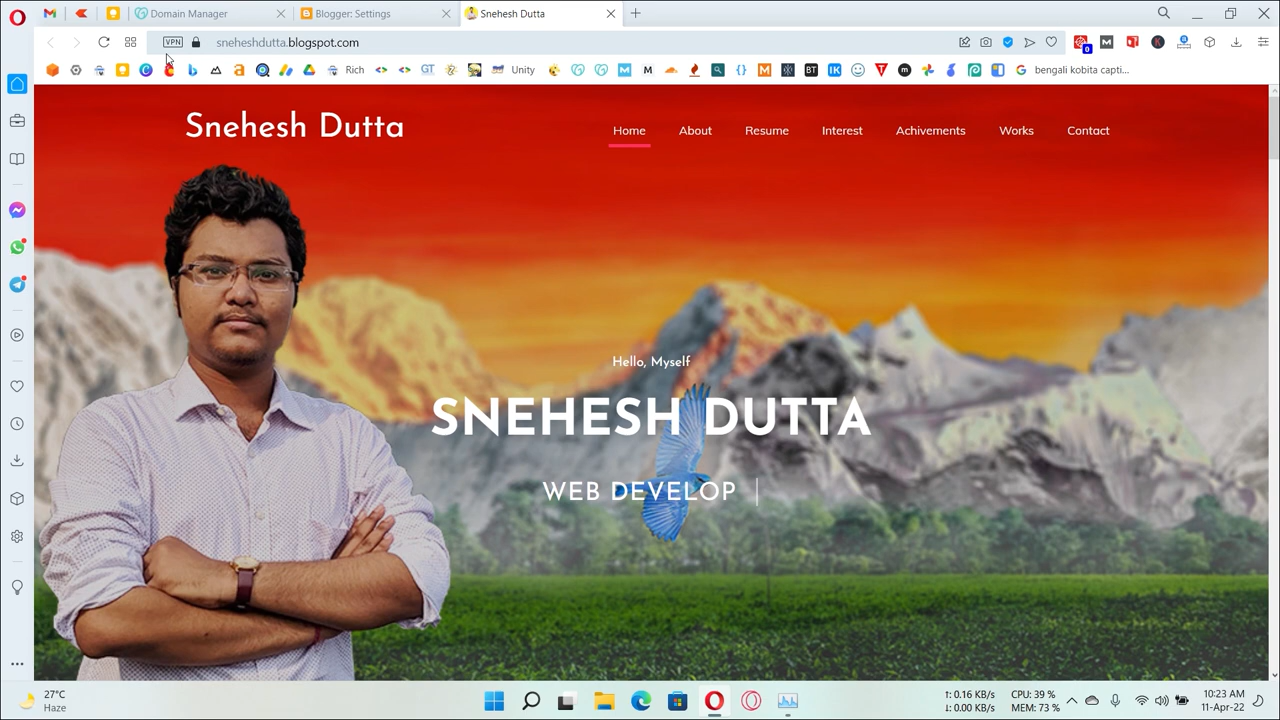 Domain Manager
Blogger: Settings
Snehesh Dutta
VPN
sneheshdutta.blogspot.com
0
Rich
GT
Unity
BT
IK
bengali kobita capti...
Snehesh Dutta
Home
About
Resume
Interest
Achivements
Works
Contact
Hello, Myself
SNEHESH DUTTA
WEB DEVELOP
27°C
Haze
↑: 0.16 KB/s
↓: 0.00 KB/s
CPU: 39 %
MEM: 73 %
10:23 AM
11-Apr-22